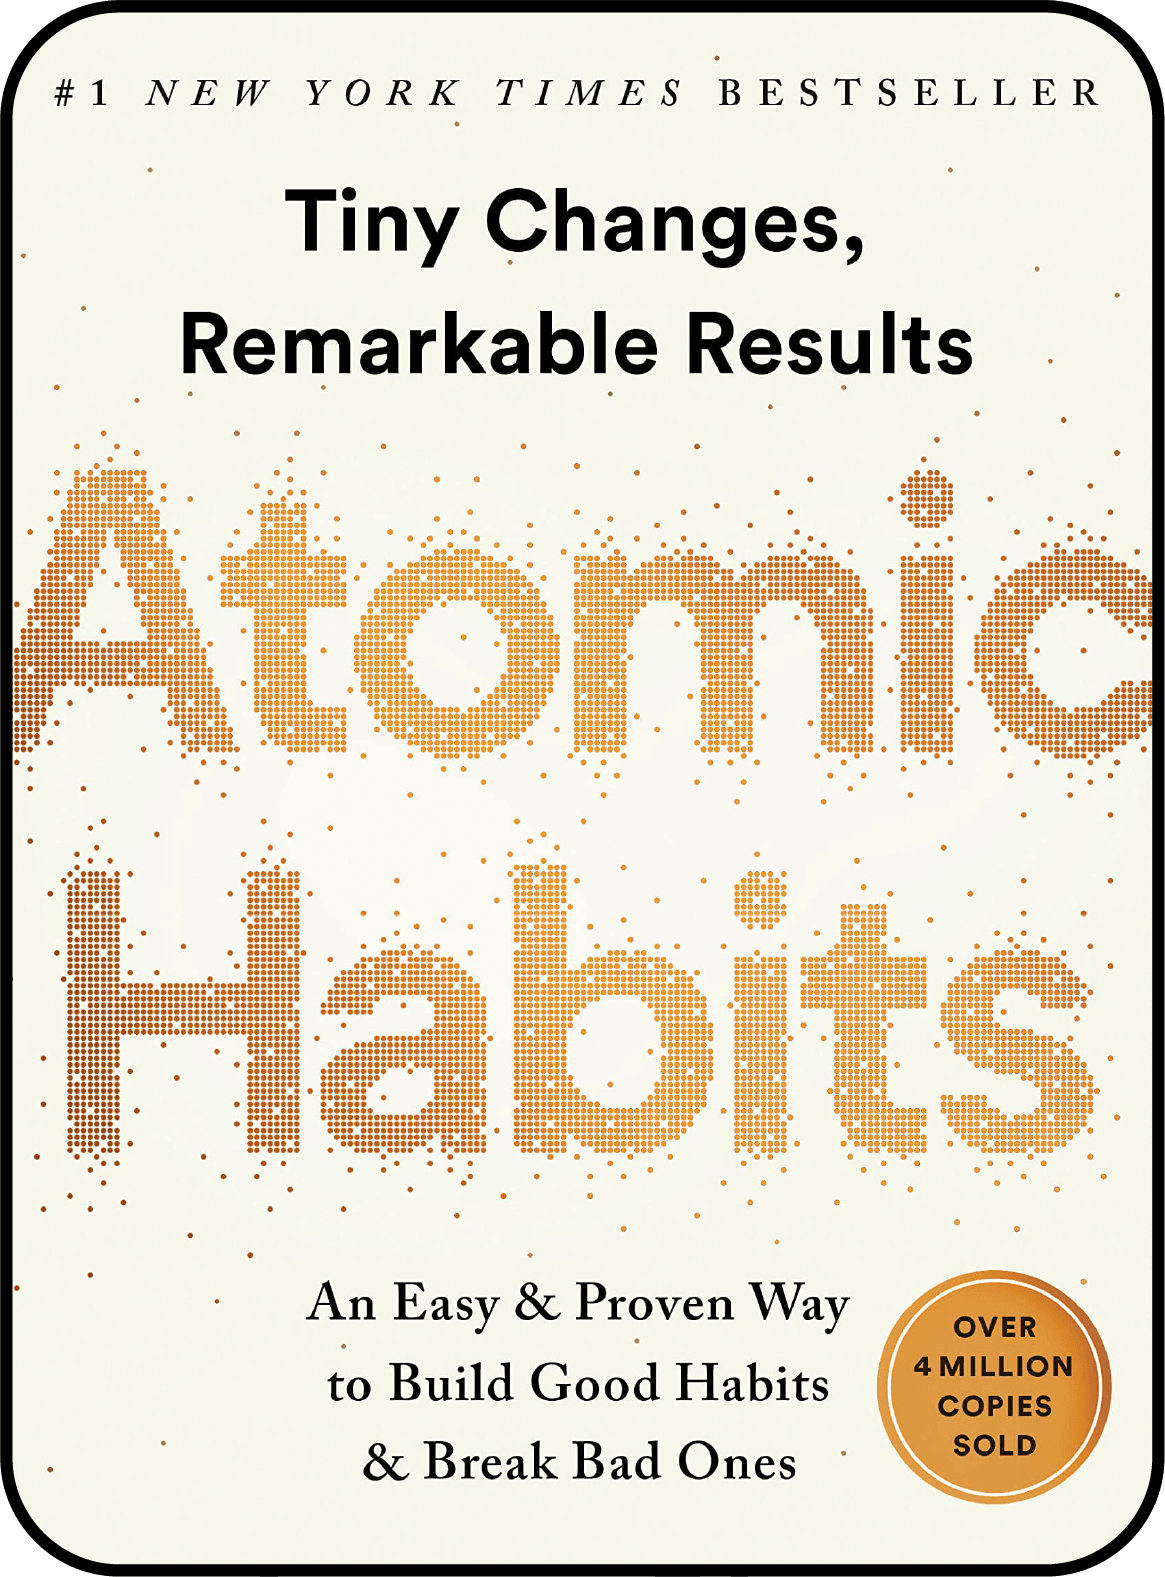 #1 NEW YORK TIMES BESTSELLER
Tiny Changes,
Remarkable Results
Atomic
Habits
An Easy & Proven Way
to Build Good Habits
& Break Bad Ones
OVER
4 MILLION
COPIES
SOLD